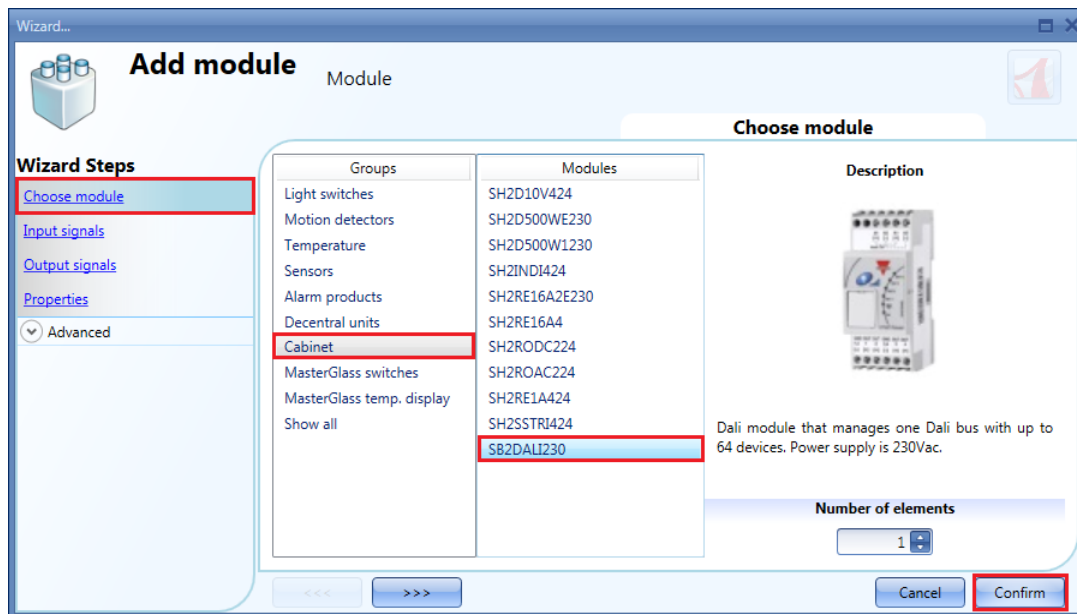 Wizard...
Add module
Module
Choose module
Wizard Steps
Choose module
Input signals
Output signals
Properties
Advanced
Groups
Light switches
Motion detectors
Temperature
Sensors
Alarm products
Decentral units
Cabinet
MasterGlass switches
MasterGlass temp. display
Show all
Modules
SH2D10V424
SH2D500WE230
SH2D500W1230
SH2INDI424
SH2RE16A2E230
SH2RE16A4
SH2RODC224
SH2ROAC224
SH2RE1A424
SH2SSTRI424
SB2DALI230
Description
Dali module that manages one Dali bus with up to
64 devices. Power supply is 230Vac.
Number of elements
1
<<<
>>>
Cancel
Confirm